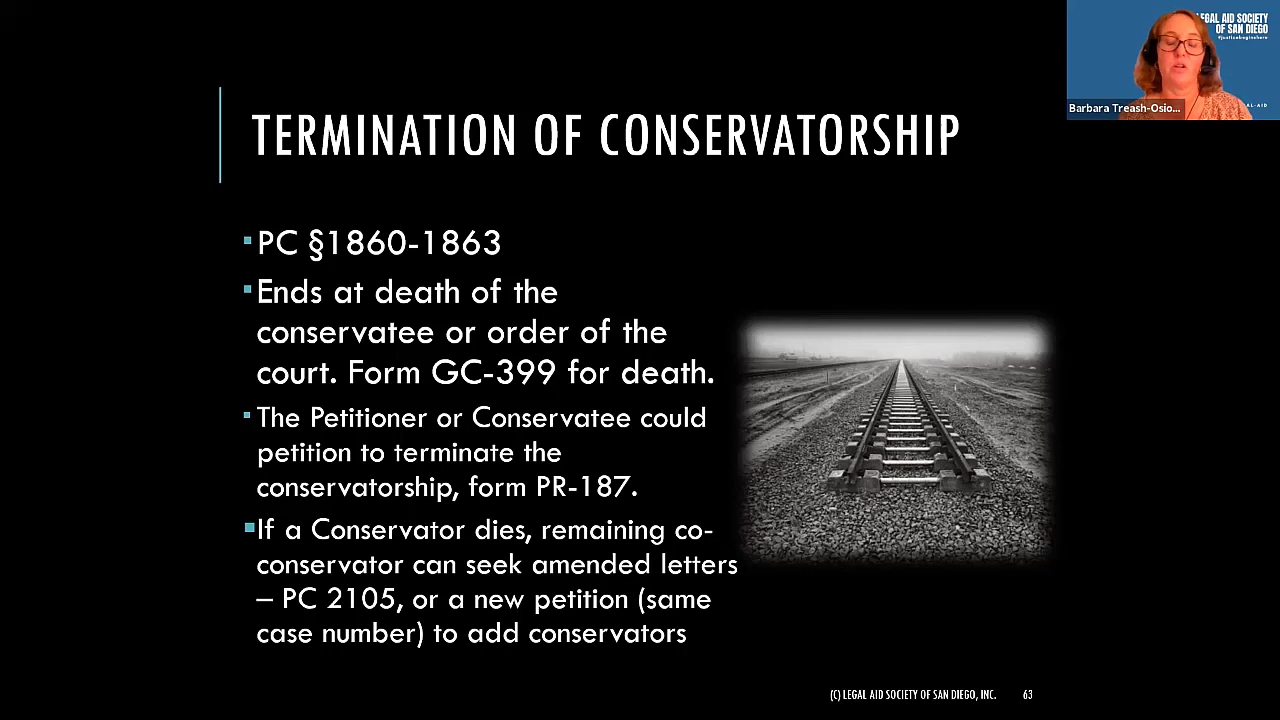 LEGAL AID SOCIETY
OF SAN DIEGO
Barbara Treash-Osio...
AL-AID
TERMINATION OF CONSERVATORSHIP
PC §1860-1863
Ends at death of the
conservatee or order of the
court. Form GC-399 for death.
The Petitioner or Conservatee could
petition to terminate the
conservatorship, form PR-187.
If a Conservator dies, remaining co-
conservator can seek amended letters
– PC 2105, or a new petition (same
case number) to add conservators
(C) LEGAL AID SOCIETY OF SAN DIEGO, INC. 63